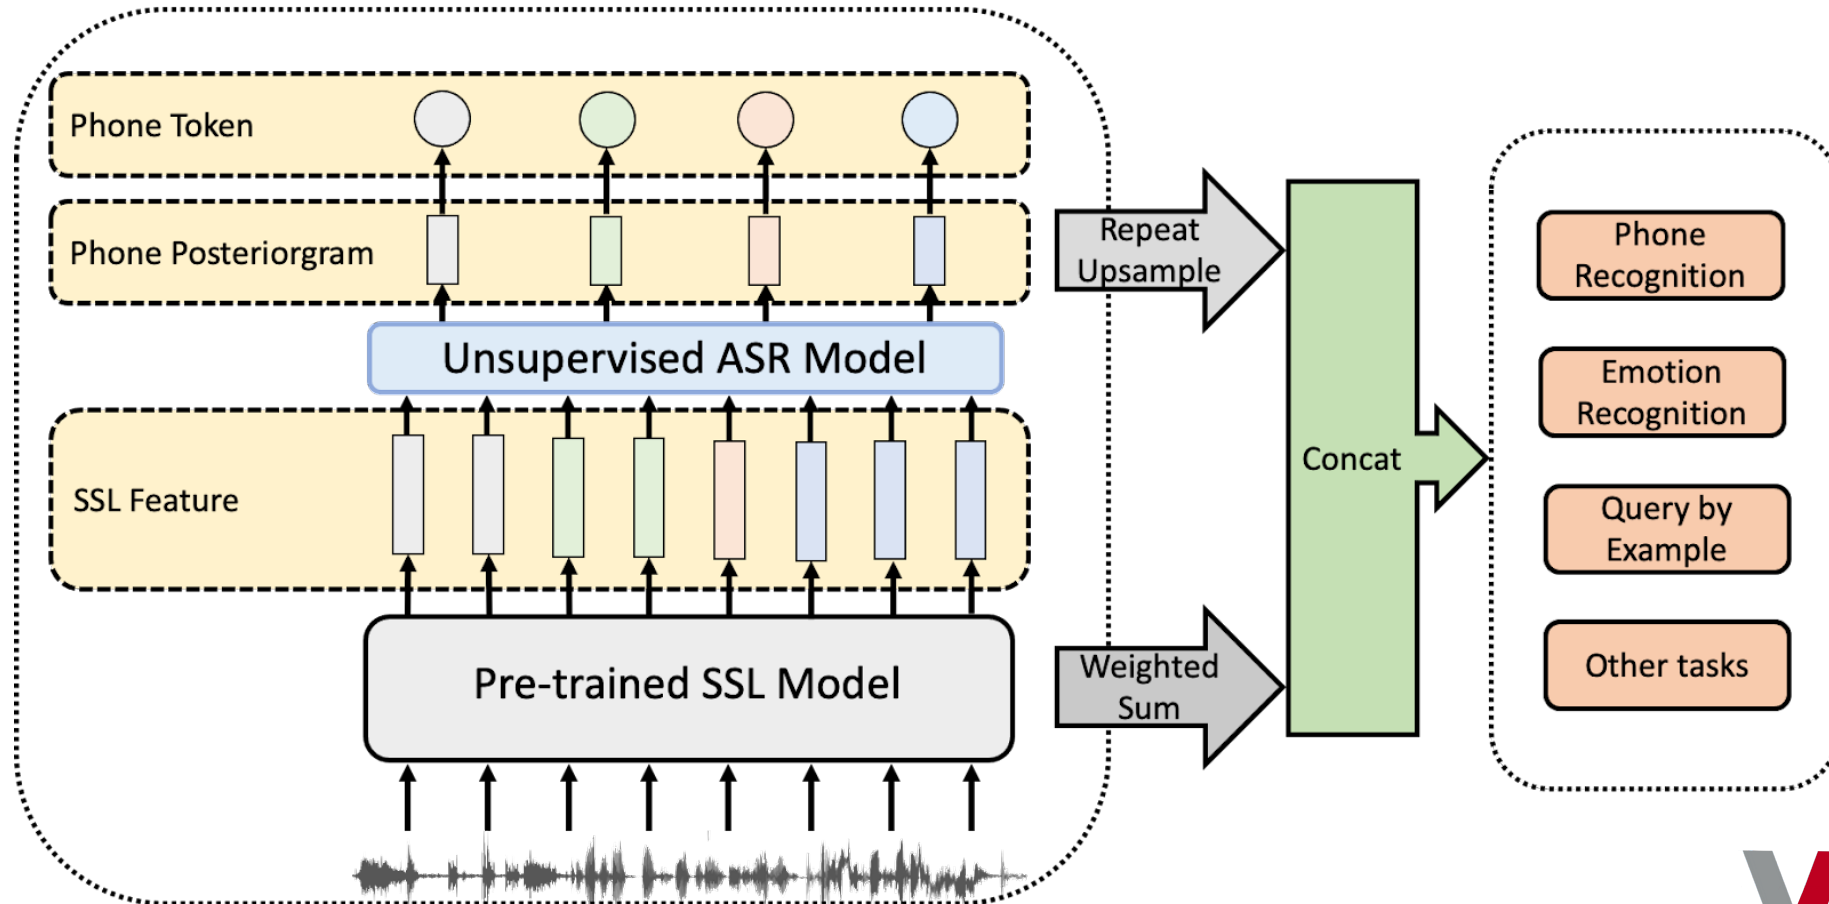 Phone Token
Phone Posteriorgram
Unsupervised ASR Model
SSL Feature
Pre-trained SSL Model
Repeat
Upsample
Weighted
Sum
Concat
Phone
Recognition
Emotion
Recognition
Query by
Example
Other tasks